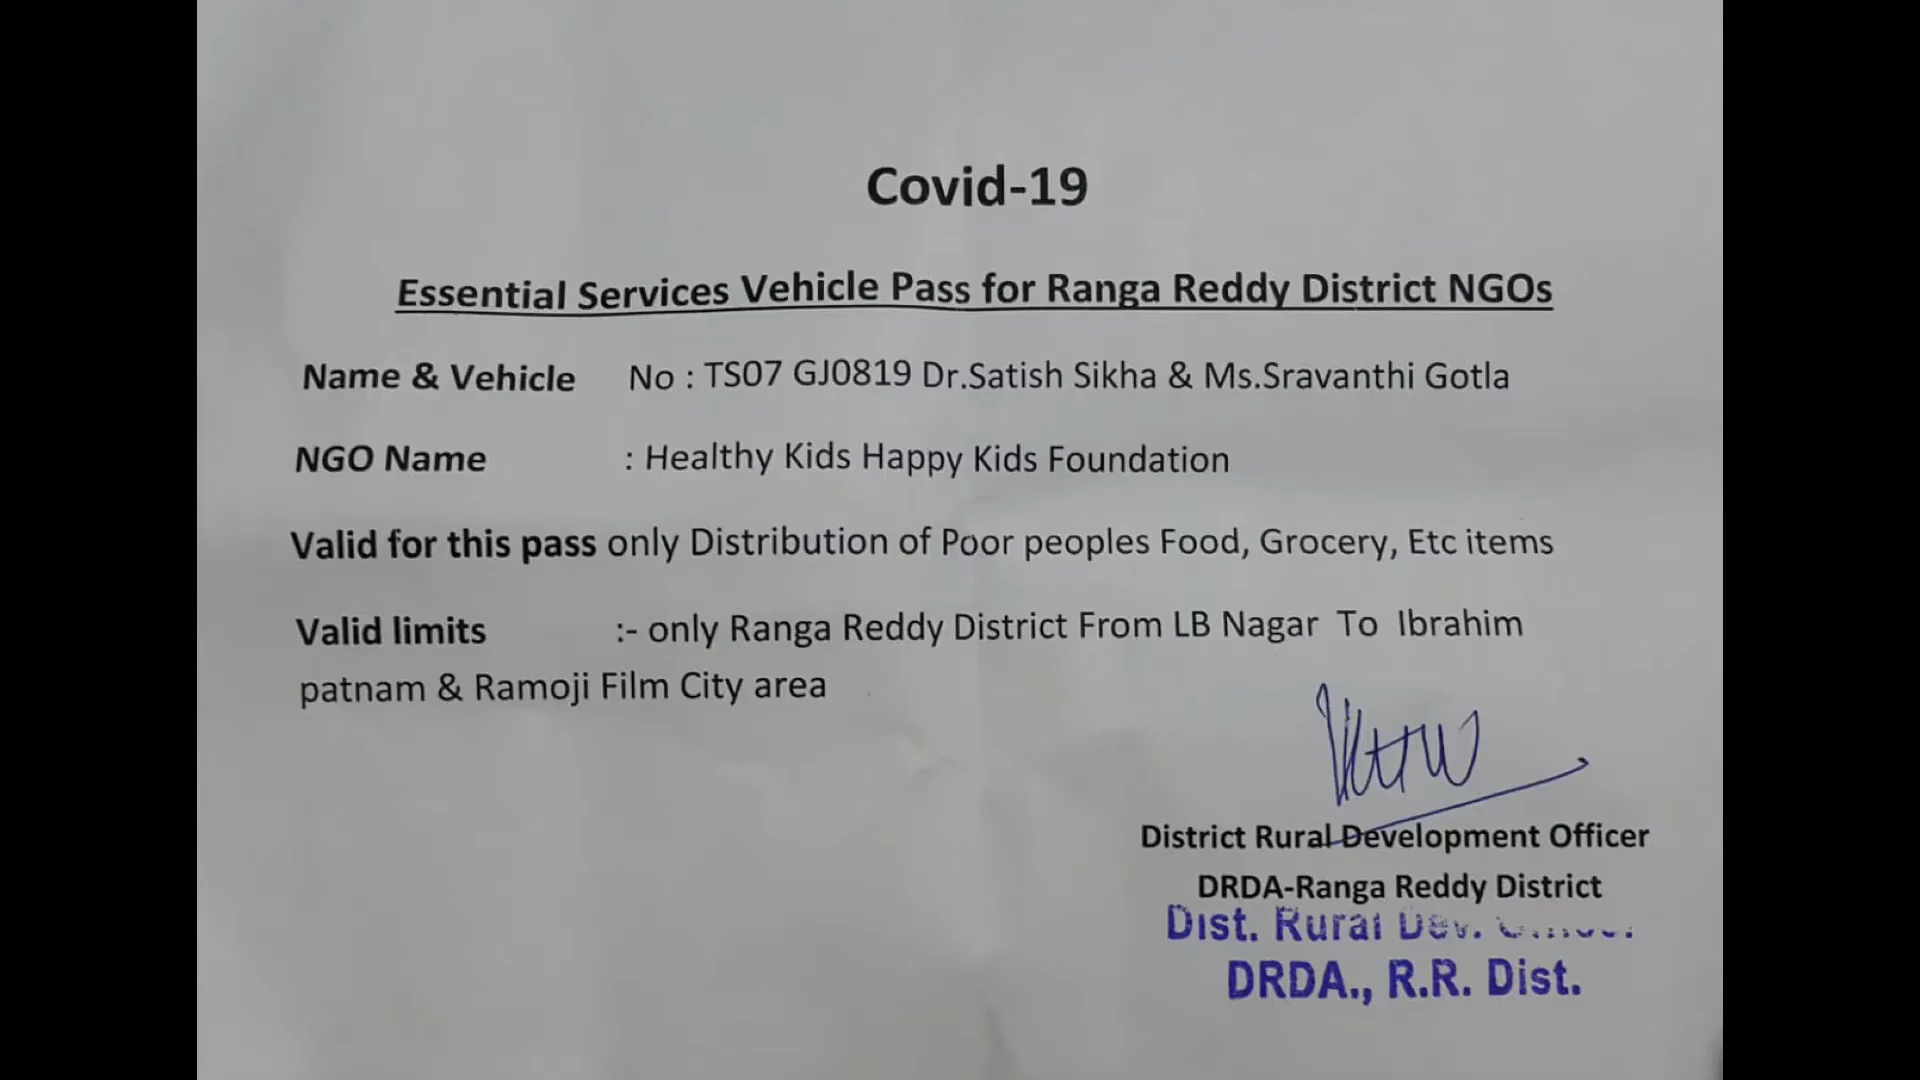 Covid-19
Essential Services Vehicle Pass for Ranga Reddy District NGOs
Name & Vehicle No : TS07 GJ0819 Dr.Satish Sikha & Ms.Sravanthi Gotla
NGO Name : Healthy Kids Happy Kids Foundation
Valid for this pass only Distribution of Poor peoples Food, Grocery, Etc items
Valid limits :- only Ranga Reddy District From LB Nagar To Ibrahim
patnam & Ramoji Film City area
District Rural Development Officer
DRDA-Ranga Reddy District
Dist. Rural Dev.
DRDA., R.R. Dist.